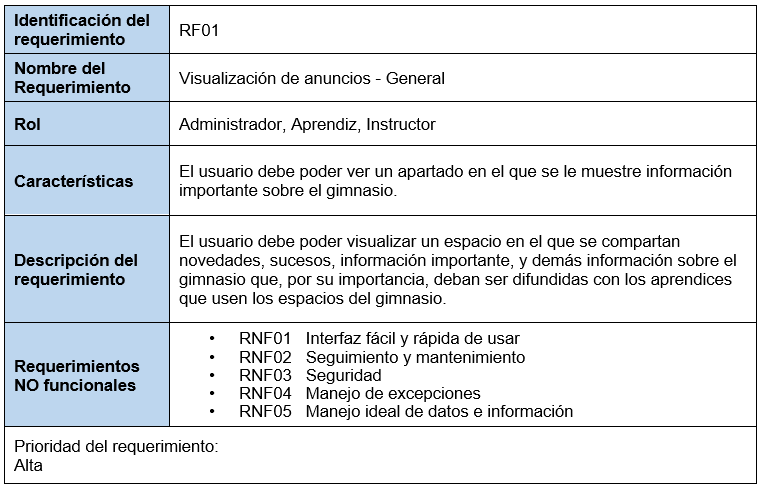 Identificación del
requerimiento
RF01
Nombre del
Requerimiento
Visualización de anuncios - General
Rol
Administrador, Aprendiz, Instructor
Características
El usuario debe poder ver un apartado en el que se le muestre información
importante sobre el gimnasio.
Descripción del
requerimiento
El usuario debe poder visualizar un espacio en el que se compartan
novedades, sucesos, información importante, y demás información sobre el
gimnasio que, por su importancia, deban ser difundidas con los aprendices
que usen los espacios del gimnasio.
Requerimientos
NO funcionales
• RNF01 Interfaz fácil y rápida de usar
• RNF02 Seguimiento y mantenimiento
• RNF03 Seguridad
• RNF04 Manejo de excepciones
• RNF05 Manejo ideal de datos e información
Prioridad del requerimiento:
Alta